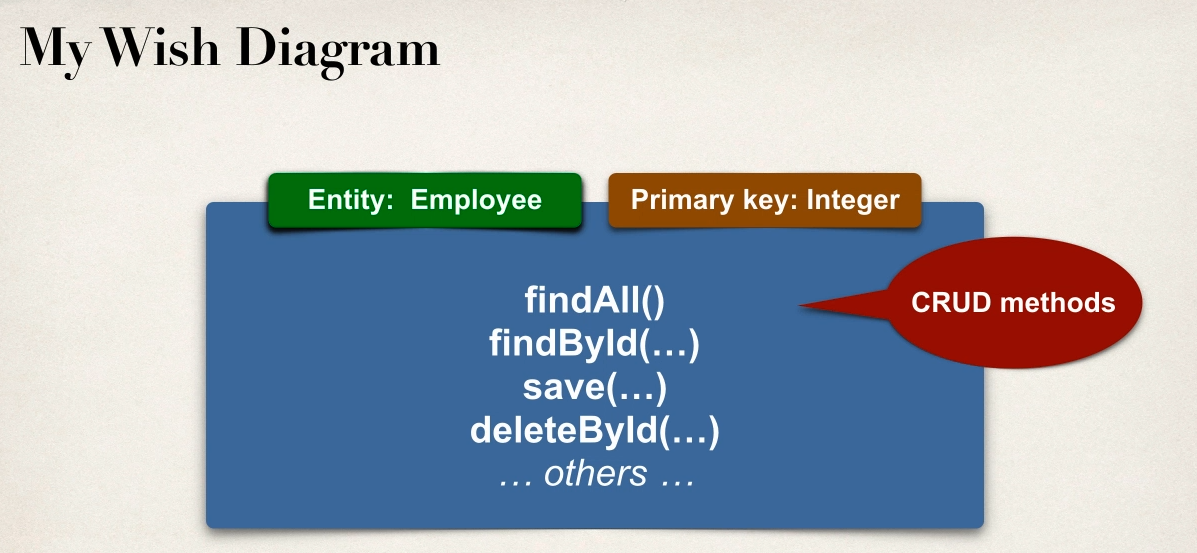 My Wish Diagram
Entity: Employee
Primary key: Integer
findAll()
CRUD methods
findById(…)
save(…)
deleteById(…)
… others …